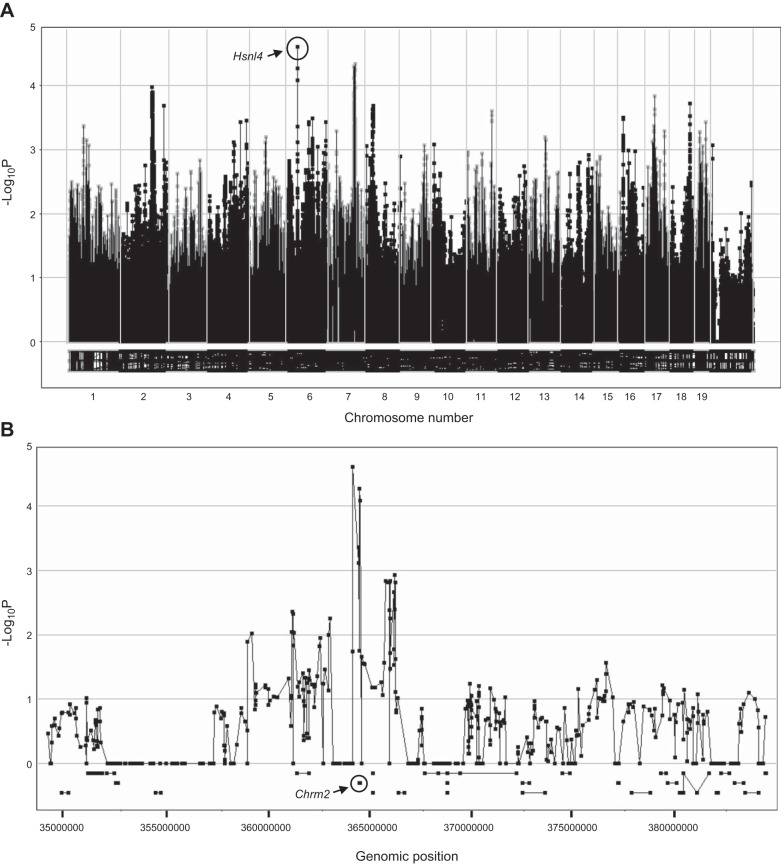 A
5
4
3
2
1
0
-Log10P
Hsnl4
1 2 3 4 5 6 7 8 9 10 11 12 13 14 15 16 17 18 19
Chromosome number
B
5
4
3
2
1
0
-Log10P
Chrm2
35000000 355000000 360000000 365000000 370000000 375000000 380000000
Genomic position